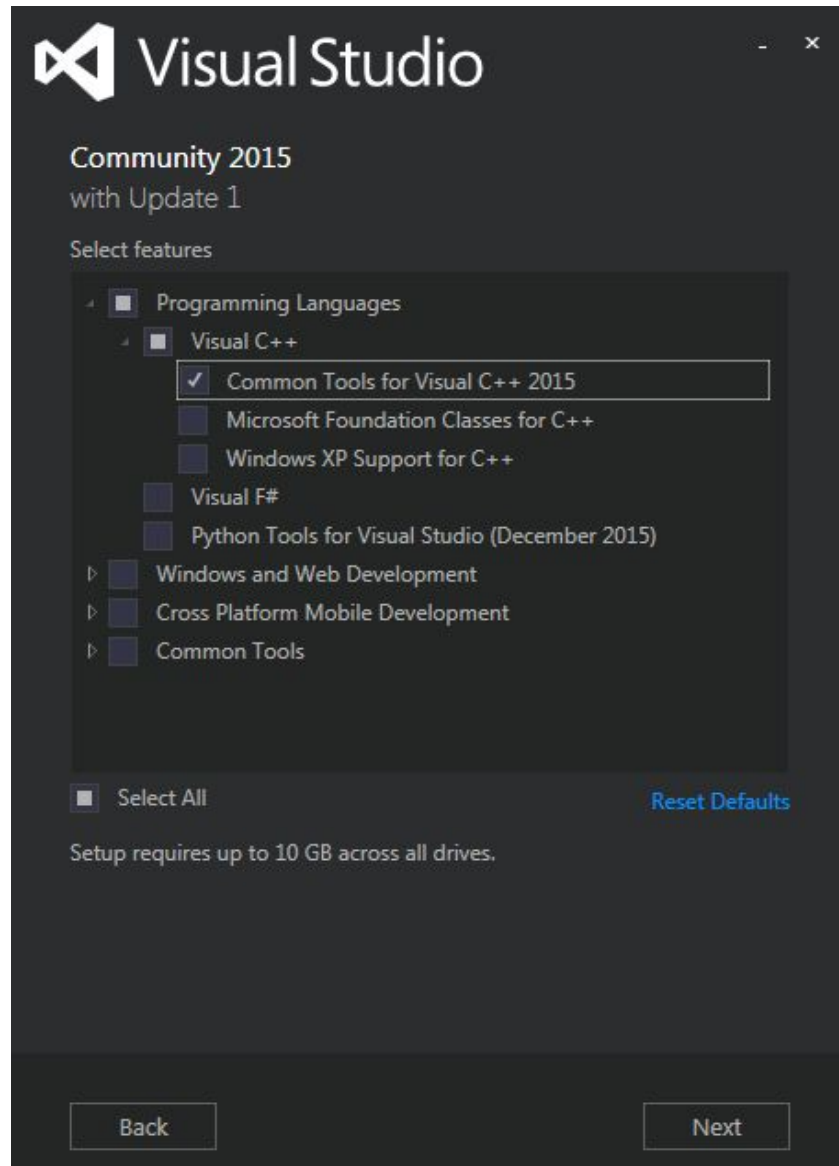 Visual Studio
Community 2015
with Update 1
Select features
Programming Languages
Visual C++
Common Tools for Visual C++ 2015
Microsoft Foundation Classes for C++
Windows XP Support for C++
Visual F#
Python Tools for Visual Studio (December 2015)
Windows and Web Development
Cross Platform Mobile Development
Common Tools
Select All Reset Defaults
Setup requires up to 10 GB across all drives.
Back Next